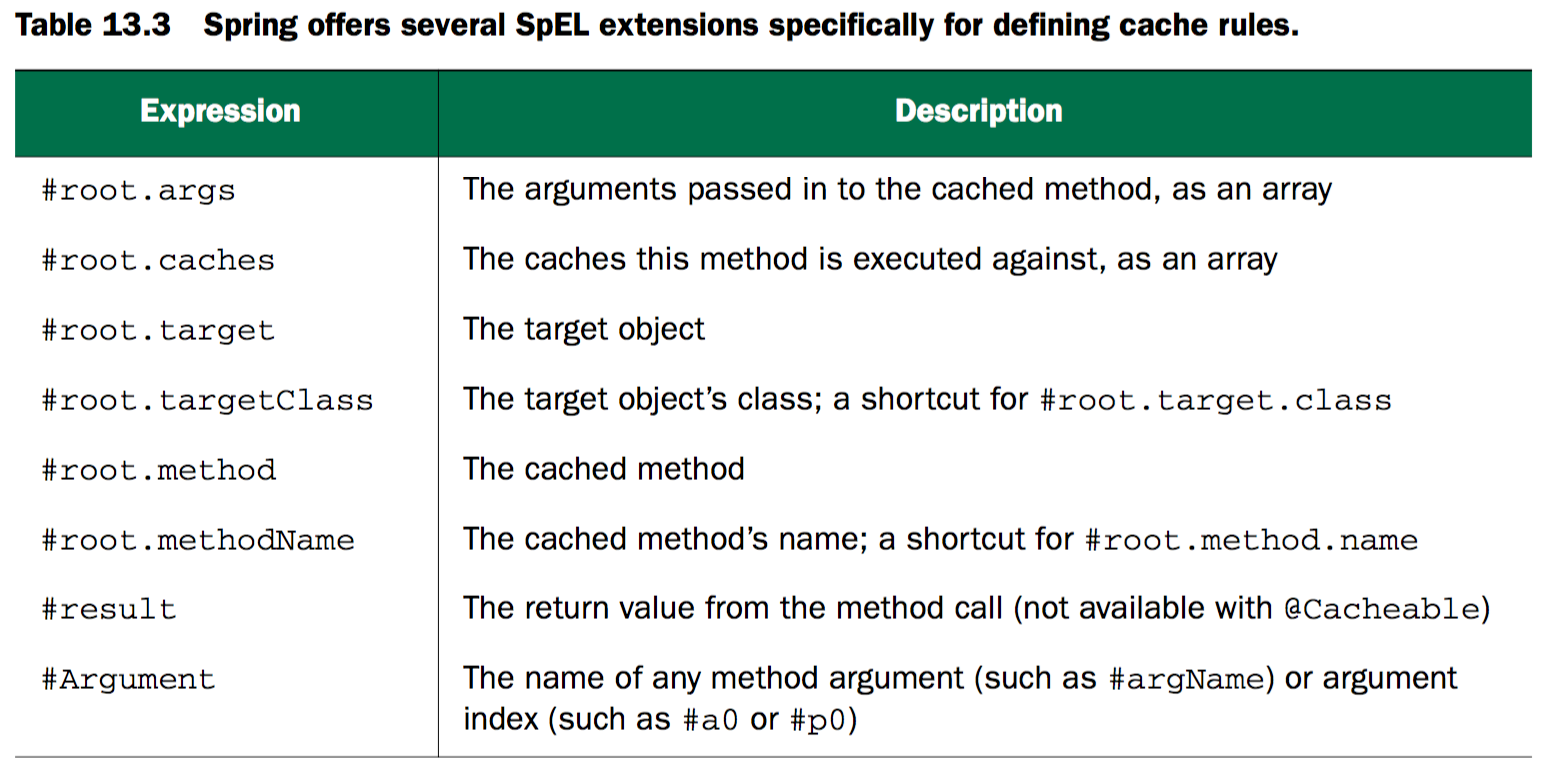 Table 13.3 Spring offers several SpEL extensions specifically for defining cache rules.
Expression Description
#root.args The arguments passed in to the cached method, as an array
#root.caches The caches this method is executed against, as an array
#root.target The target object
#root.targetClass The target object’s class; a shortcut for #root.target.class
#root.method The cached method
#root.methodName The cached method’s name; a shortcut for #root.method.name
#result The return value from the method call (not available with @Cacheable)
#Argument The name of any method argument (such as #argName) or argument
index (such as #a0 or #p0)